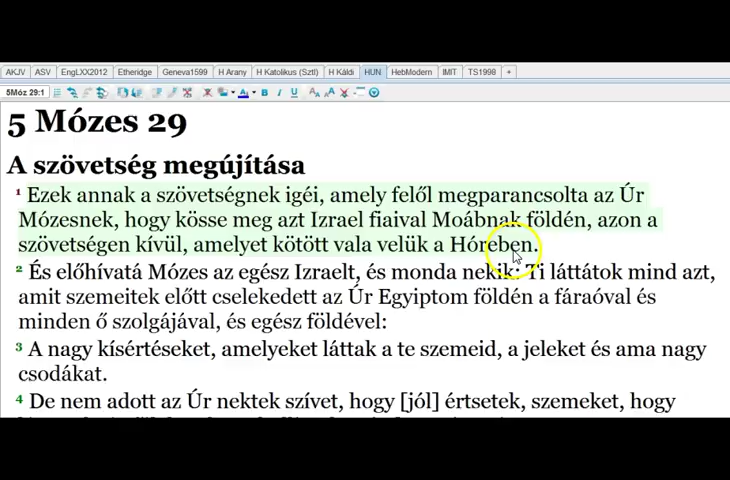 AKJV ASV EngLXX2012 Etheridge Geneva1599 H Arany H Katolikus (SztI) H Káldi HUN HebModern IMIT TS1998 +
5Móz 29:1
5 Mózes 29
A szövetség megújítása
1 Ezek annak a szövetségnek igéi, amely felől megparancsolta az Úr
Mózesnek, hogy kösse meg azt Izrael fiaival Moábnak földén, azon a
szövetségen kívül, amelyet kötött vala velük a Hóreben.
2 És előhívatá Mózes az egész Izraelt, és monda nekik: Ti láttátok mind azt,
amit szemeitek előtt cselekedett az Úr Egyiptom földén a fáraóval és
minden ő szolgájával, és egész földével:
3 A nagy kísértéseket, amelyeket láttak a te szemeid, a jeleket és ama nagy
csodákat.
4 De nem adott az Úr nektek szívet, hogy [jól] értsetek, szemeket, hogy